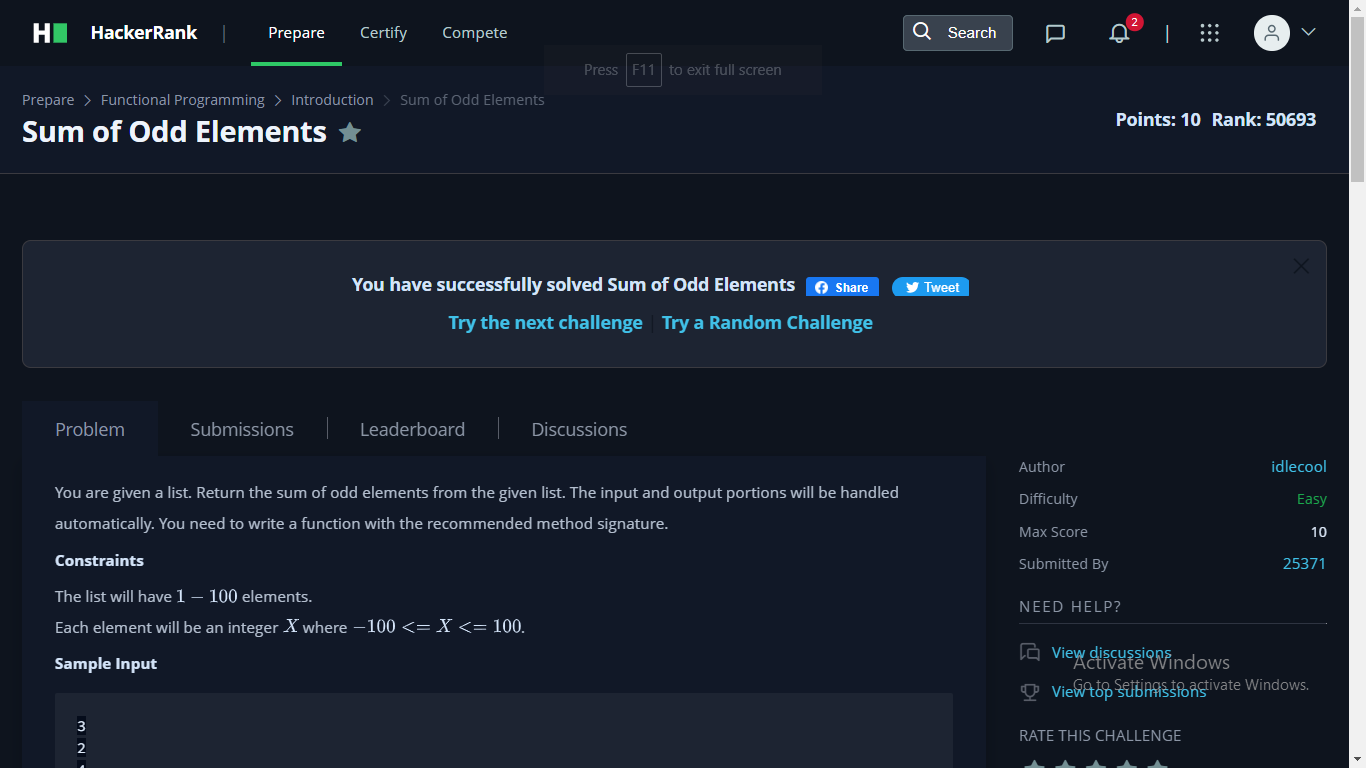 H HackerRank | Prepare Certify Compete Search 2 |
Press F11 to exit full screen
Prepare > Functional Programming > Introduction > Sum of Odd Elements
Sum of Odd Elements
Points: 10 Rank: 50693
You have successfully solved Sum of Odd Elements Share Tweet
Try the next challenge | Try a Random Challenge
Problem Submissions Leaderboard Discussions
You are given a list. Return the sum of odd elements from the given list. The input and output portions will be handled
automatically. You need to write a function with the recommended method signature.
Constraints
The list will have 1 − 100 elements.
Each element will be an integer X where −100 <= X <= 100.
Sample Input
3
2
Author idlecool
Difficulty Easy
Max Score 10
Submitted By 25371
NEED HELP?
View discussions
Activate Windows
Go to Settings to activate Windows.
View top submissions
RATE THIS CHALLENGE